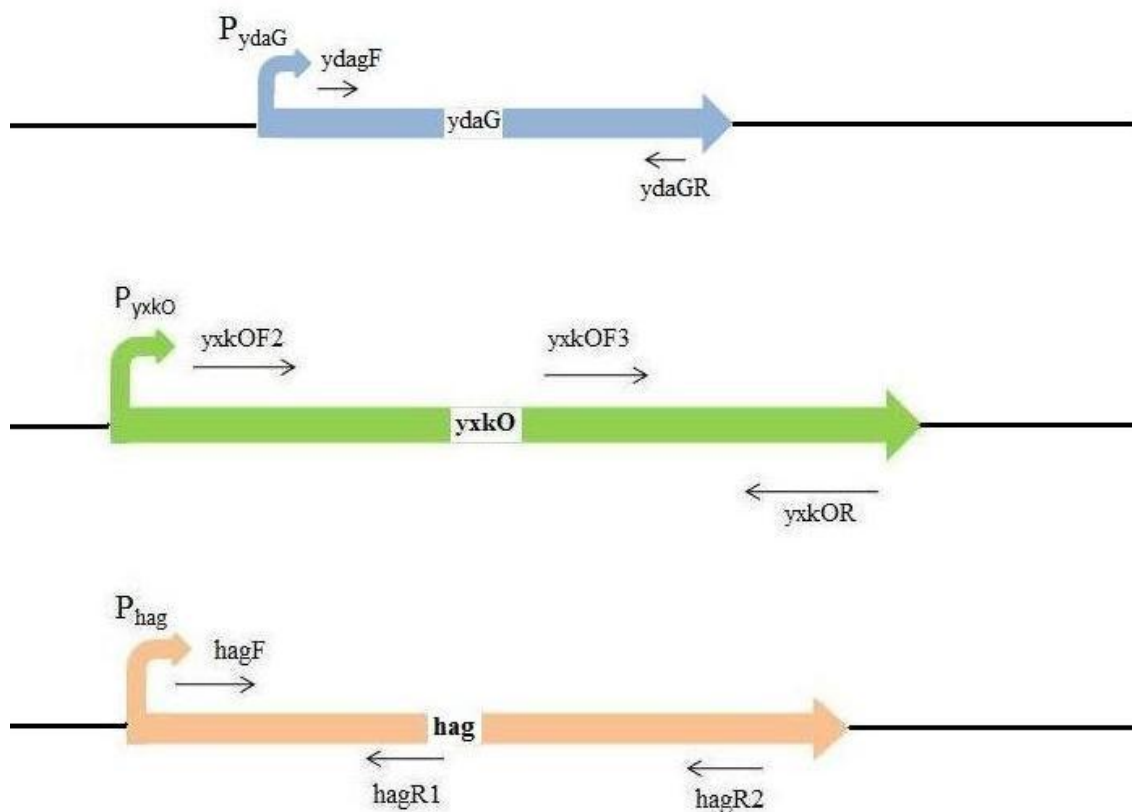 PydaG
ydagF
ydaG
ydaGR
PyxkO
yxkOF2
yxkOF3
yxkO
yxkOR
Phag
hagF
hag
hagR1
hagR2